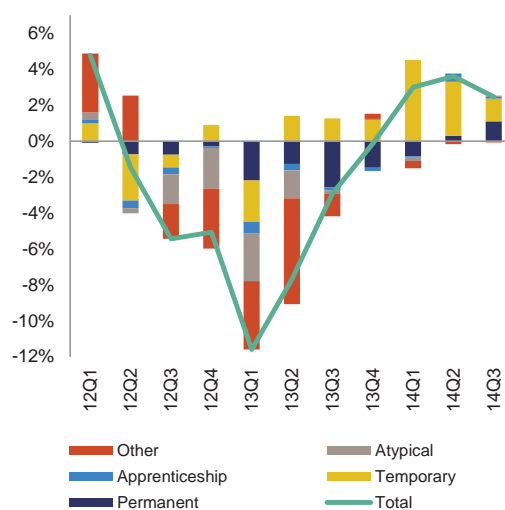 6%
4%
2%
0%
-2%
-4%
-6%
-8%
-10%
-12%
12Q1 12Q2 12Q3 12Q4 13Q1 13Q2 13Q3 13Q4 14Q1 14Q2 14Q3
Other Atypical
Apprenticeship Temporary
Permanent Total